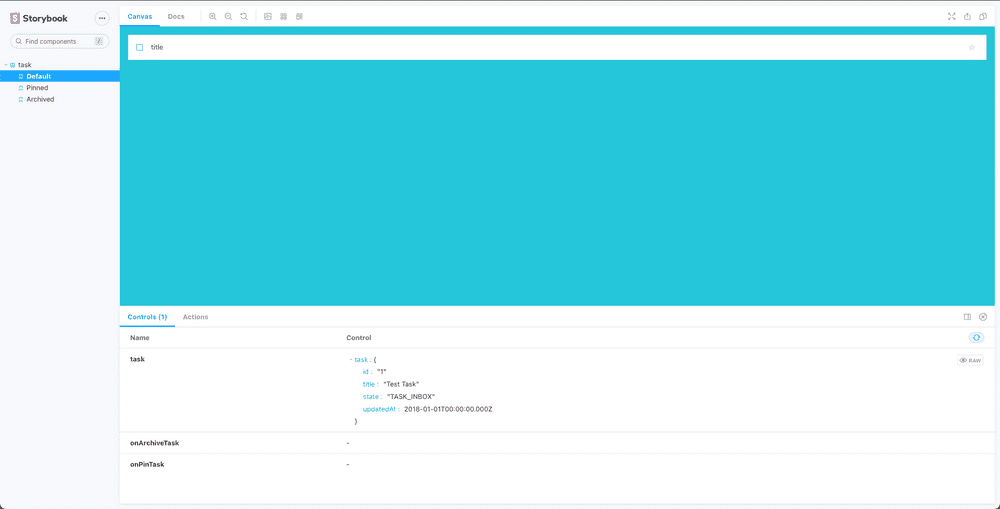 Storybook
Find components /
task
Default
Pinned
Archived
Canvas Docs
title
Controls (1) Actions
Name Control
task - task : {
RAW
id : "1"
title : "Test Task"
state : "TASK_INBOX"
updatedAt : 2018-01-01T00:00:00.000Z
}
onArchiveTask -
onPinTask -